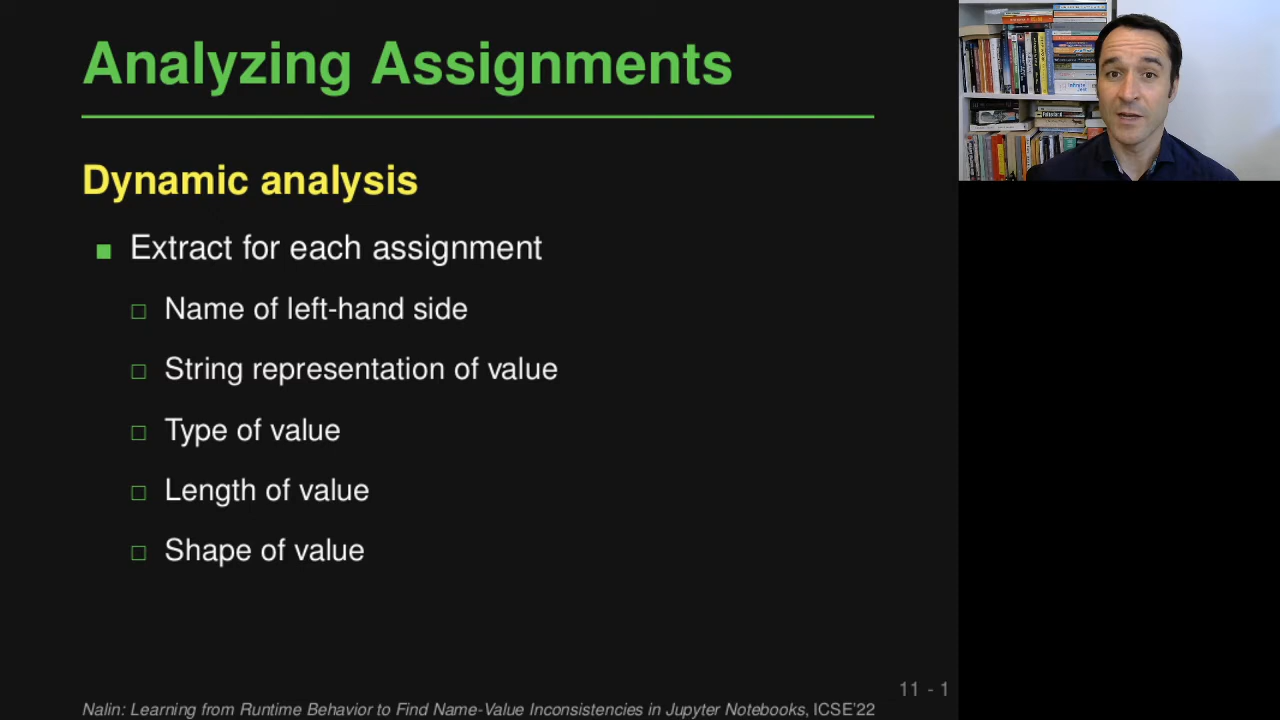 Analyzing Assignments
Dynamic analysis
Extract for each assignment
Name of left-hand side
String representation of value
Type of value
Length of value
Shape of value
11 - 1
Nalin: Learning from Runtime Behavior to Find Name-Value Inconsistencies in Jupyter Notebooks, ICSE'22